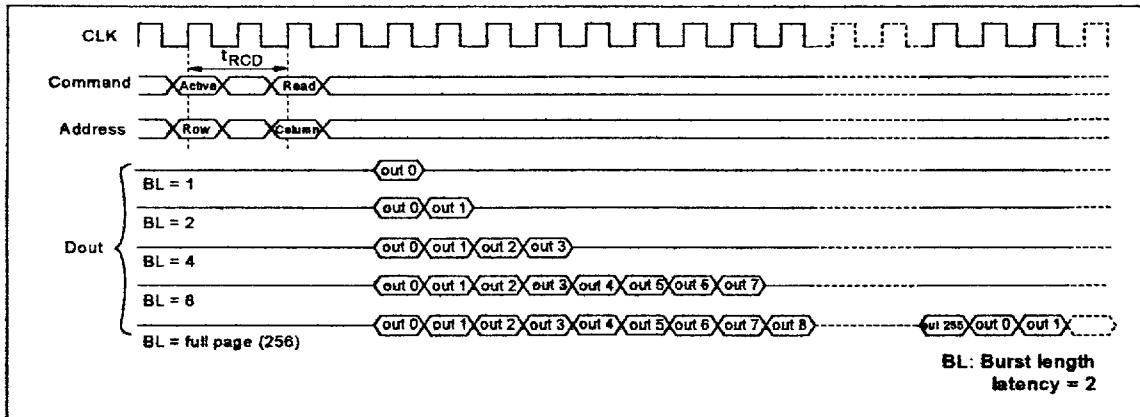 CLK
tRCD
Command Active Read
Address Row Column
out 0
BL = 1
out 0 out 1
BL = 2
Dout
out 0 out 1 out 2 out 3
BL = 4
out 0 out 1 out 2 out 3 out 4 out 5 out 6 out 7
BL = 8
out 0 out 1 out 2 out 3 out 4 out 5 out 6 out 7 out 8 out 255 out 0 out 1
BL = full page (256)
BL: Burst length
latency = 2